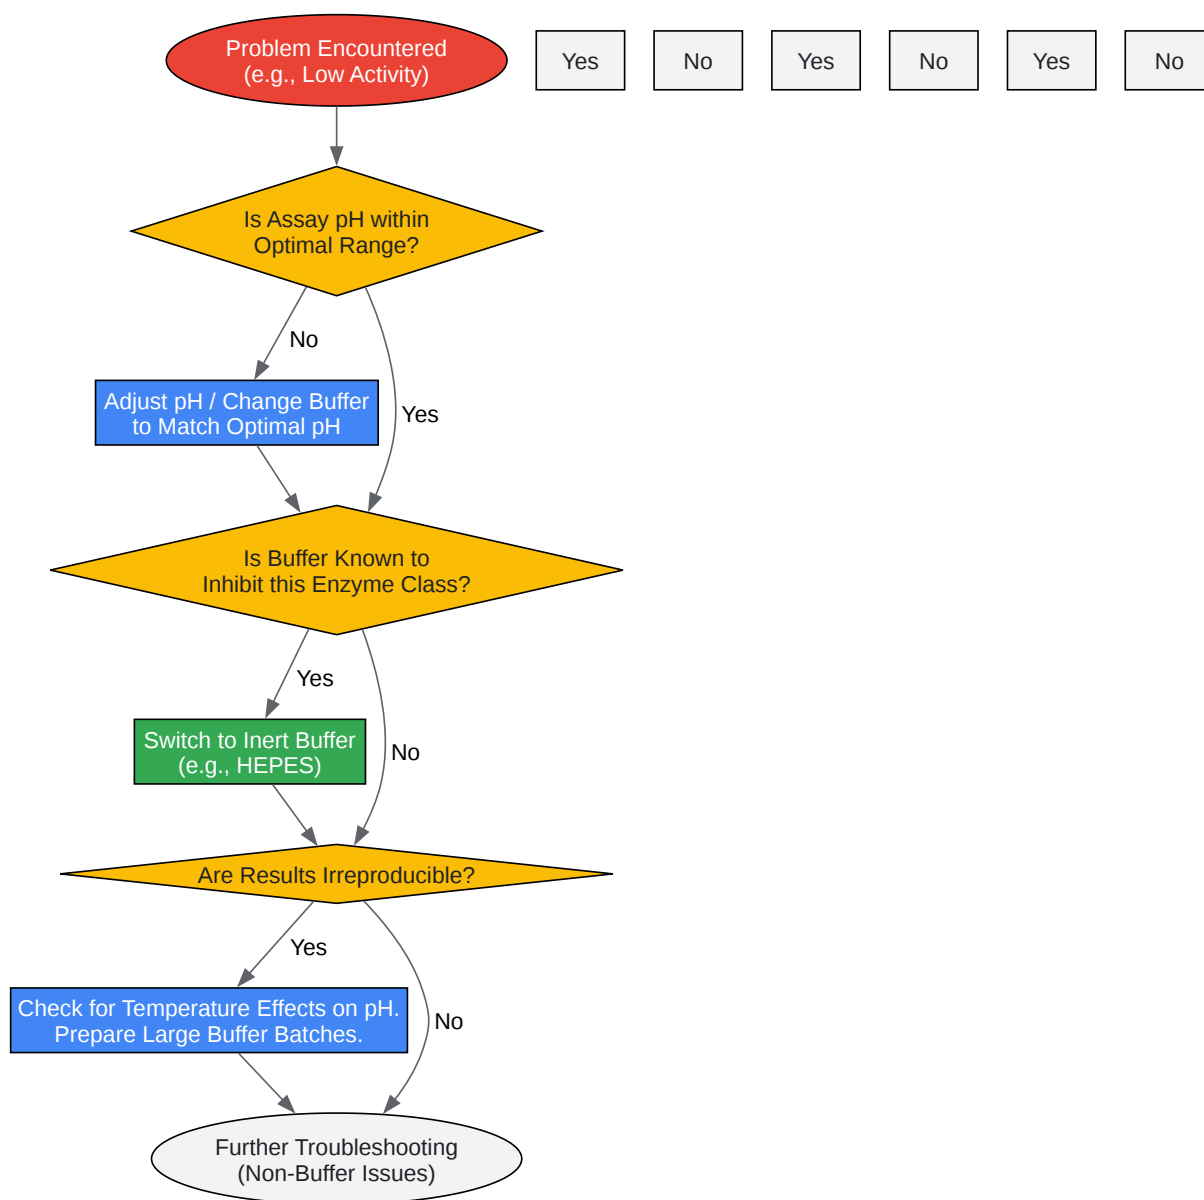 Problem Encountered
(e.g., Low Activity)
Yes
No
Yes
No
Yes
No
Is Assay pH within
Optimal Range?
No
Adjust pH / Change Buffer
to Match Optimal pH
Yes
Is Buffer Known to
Inhibit this Enzyme Class?
Yes
Switch to Inert Buffer
(e.g., HEPES)
No
Are Results Irreproducible?
Yes
Check for Temperature Effects on pH.
Prepare Large Buffer Batches.
No
Further Troubleshooting
(Non-Buffer Issues)